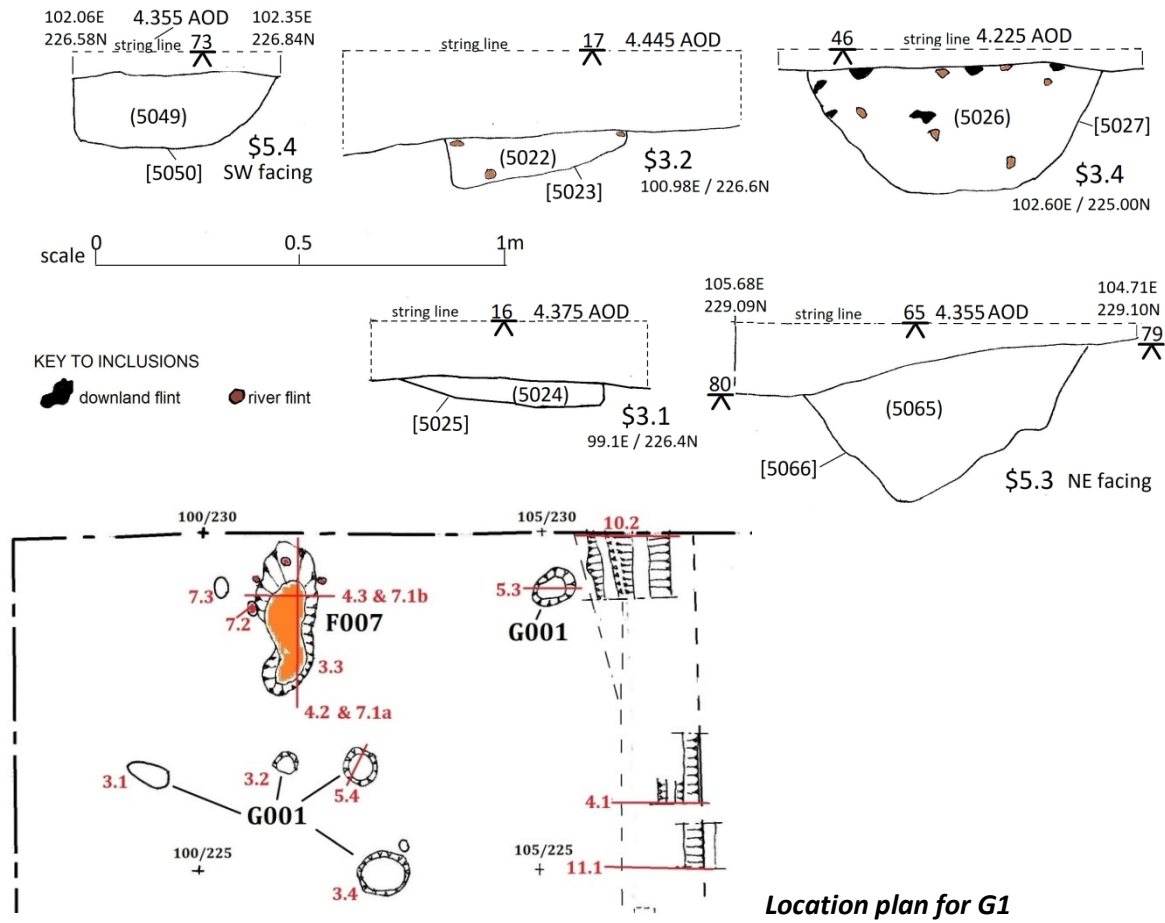 102.06E 4.355 AOD 102.35E
226.58N string line 73 226.84N
(5049)
[5050] $5.4
SW facing
string line 17 4.445 AOD
(5022)
[5023] $3.2
100.98E / 226.6N
46 string line 4.225 AOD
(5026)
[5027]
$3.4
102.60E / 225.00N
scale 0 0.5 1m
string line 16 4.375 AOD
(5024)
[5025] $3.1
99.1E / 226.4N
105.68E 104.71E
229.09N 229.10N
string line 65 4.355 AOD
79
80
(5065)
[5066]
$5.3 NE facing
KEY TO INCLUSIONS
downland flint river flint
100/230 105/230
10.2
7.3 4.3 & 7.1b 5.3
7.2 F007 G001
3.3
4.2 & 7.1a
3.1 3.2 5.4
G001 4.1
100/225 105/225
3.4 11.1
Location plan for G1